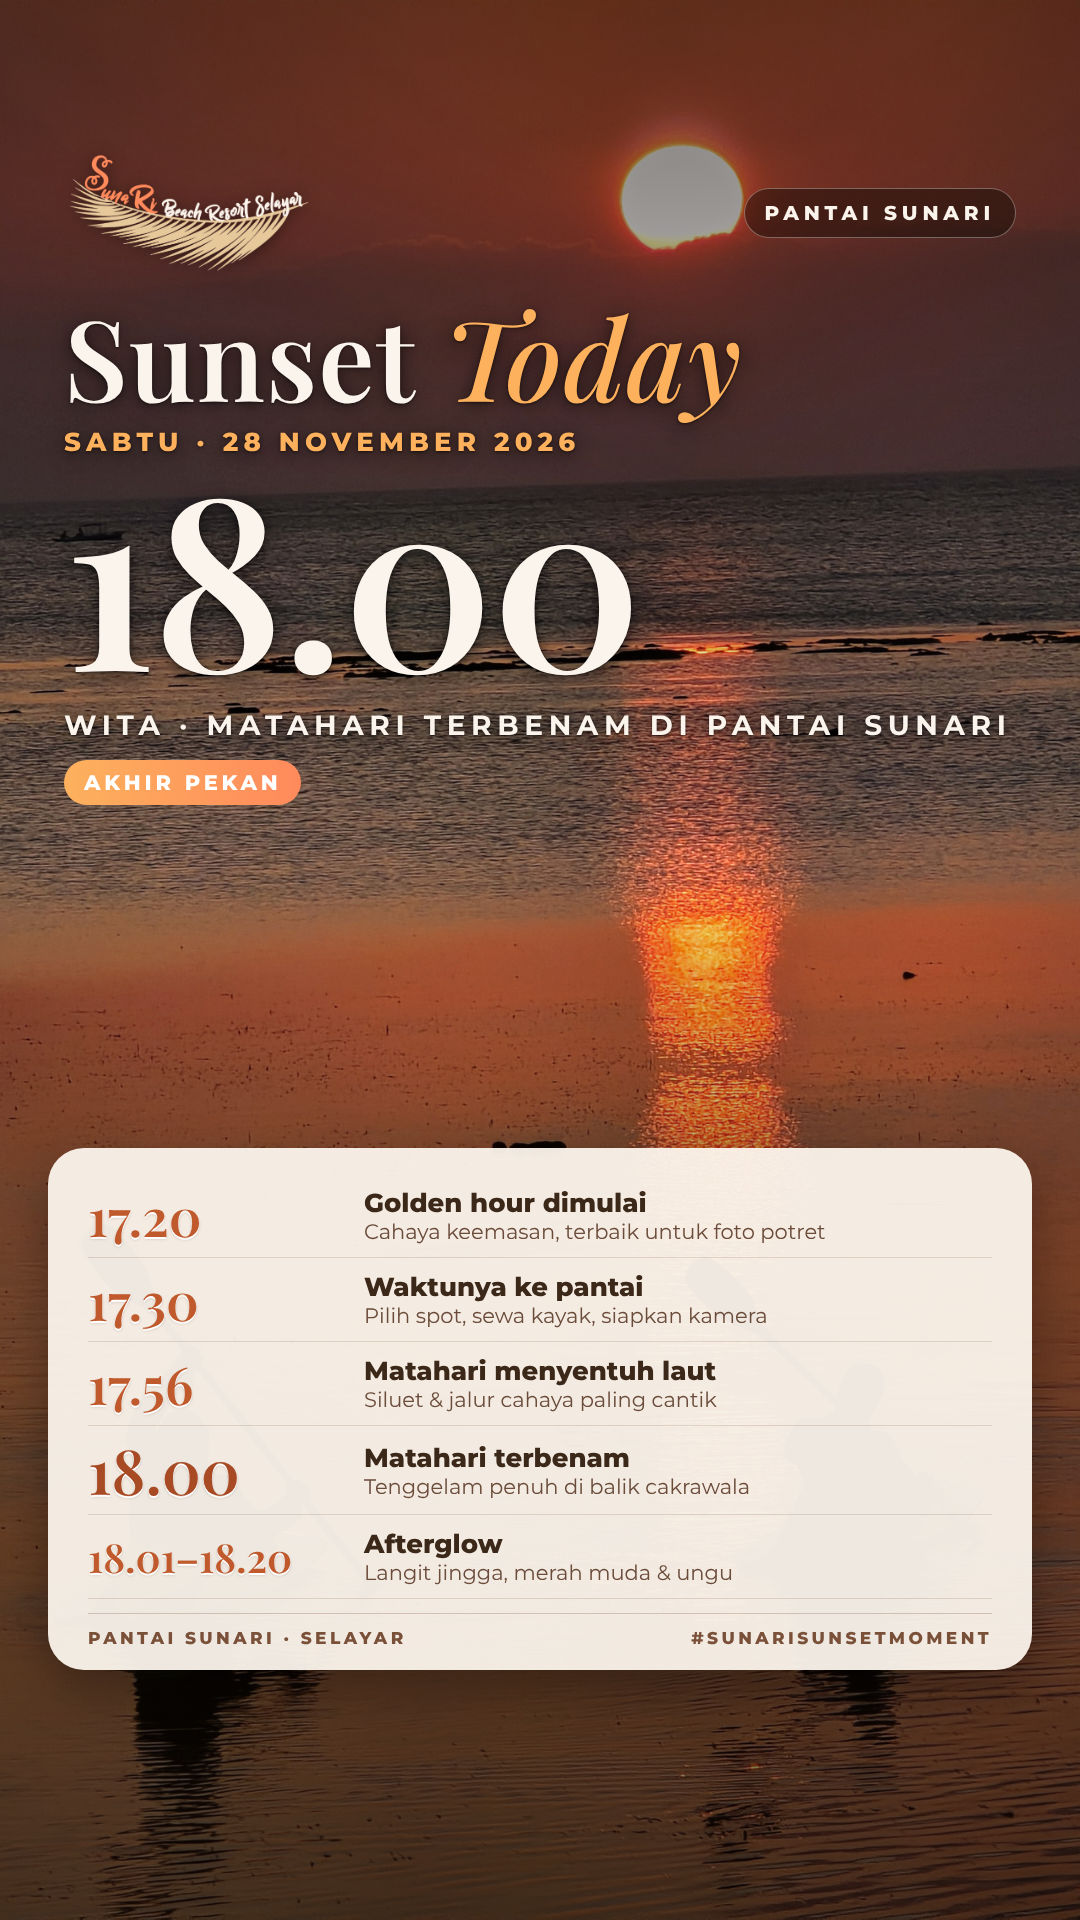 SunaRi Beach Resort Selayar
PANTAI SUNARI
Sunset Today
SABTU · 28 NOVEMBER 2026
18.00
WITA · MATAHARI TERBENAM DI PANTAI SUNARI
AKHIR PEKAN
17.20
Golden hour dimulai
Cahaya keemasan, terbaik untuk foto potret
17.30
Waktunya ke pantai
Pilih spot, sewa kayak, siapkan kamera
17.56
Matahari menyentuh laut
Siluet & jalur cahaya paling cantik
18.00
Matahari terbenam
Tenggelam penuh di balik cakrawala
18.01–18.20
Afterglow
Langit jingga, merah muda & ungu
PANTAI SUNARI · SELAYAR
#SUNARISUNSETMOMENT